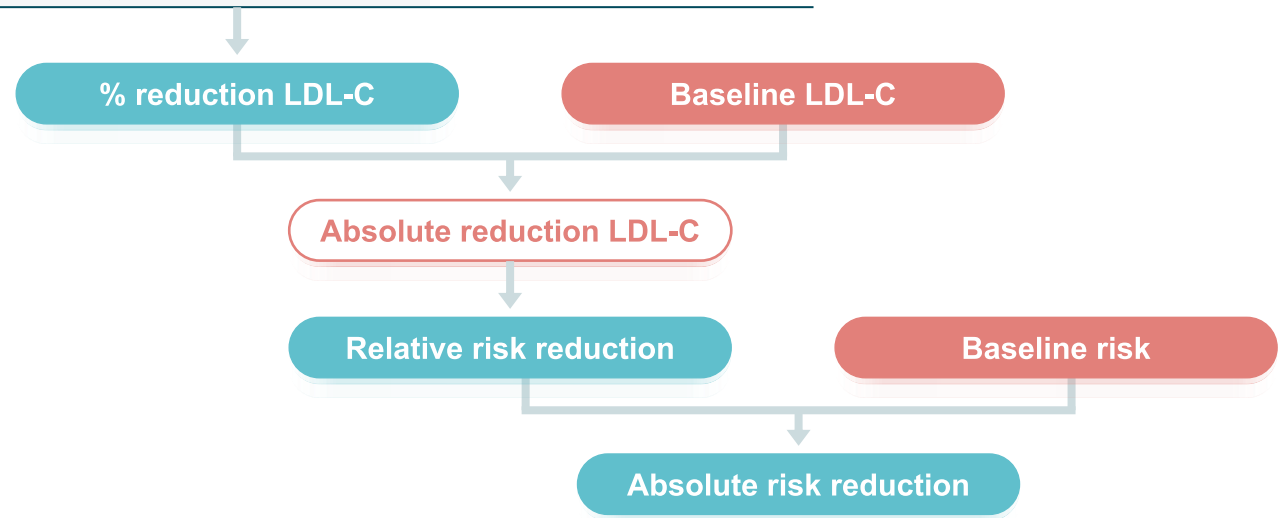 % reduction LDL-C
Baseline LDL-C
Absolute reduction LDL-C
Relative risk reduction
Baseline risk
Absolute risk reduction